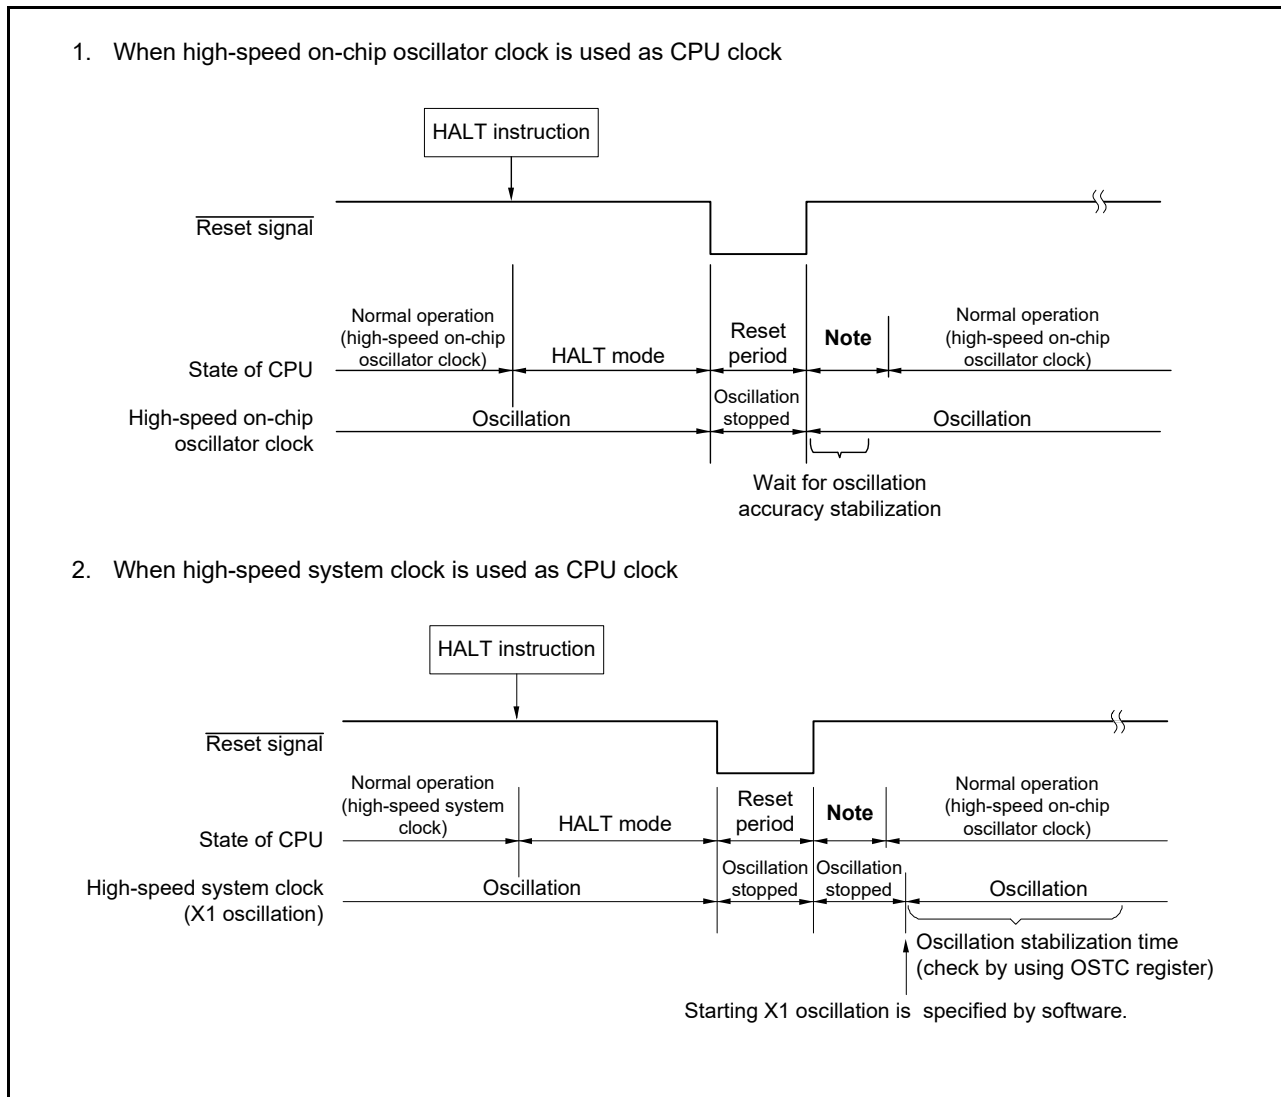 1. When high-speed on-chip oscillator clock is used as CPU clock
HALT instruction
Reset signal
Normal operation
(high-speed on-chip
oscillator clock)
HALT mode
Reset
period
Note
Normal operation
(high-speed on-chip
oscillator clock)
State of CPU
High-speed on-chip
oscillator clock
Oscillation
Oscillation
stopped
Oscillation
Wait for oscillation
accuracy stabilization
2. When high-speed system clock is used as CPU clock
HALT instruction
Reset signal
Normal operation
(high-speed system
clock)
HALT mode
Reset
period
Note
Normal operation
(high-speed on-chip
oscillator clock)
State of CPU
High-speed system clock
(X1 oscillation)
Oscillation
Oscillation
stopped
Oscillation
stopped
Oscillation
Oscillation stabilization time
(check by using OSTC register)
Starting X1 oscillation is specified by software.